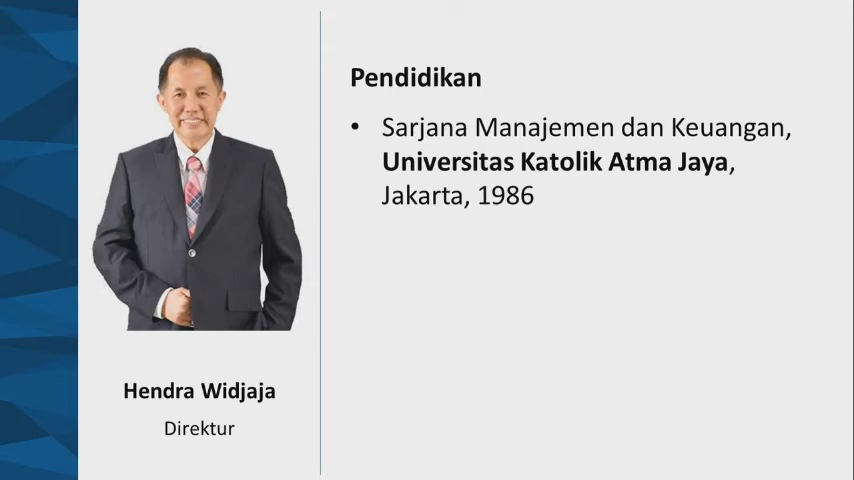 Pendidikan
• Sarjana Manajemen dan Keuangan,
Universitas Katolik Atma Jaya,
Jakarta, 1986
Hendra Widjaja
Direktur